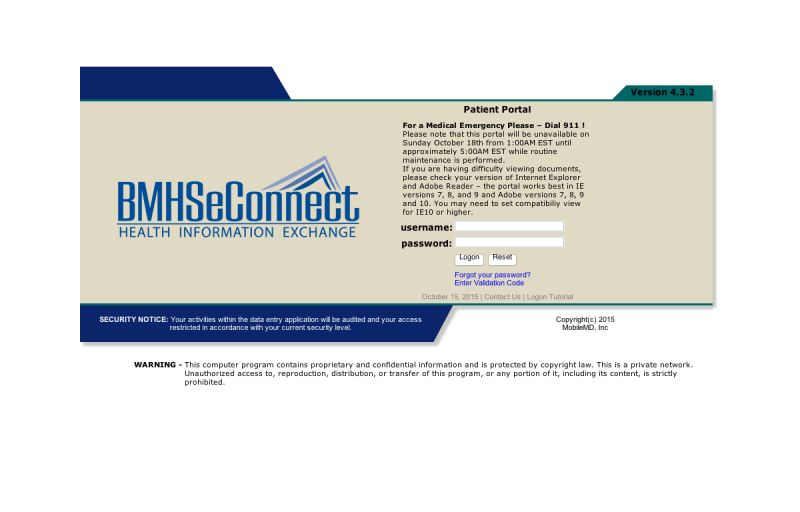 Version 4.3.2
Patient Portal
For a Medical Emergency Please – Dial 911 !
Please note that this portal will be unavailable on
Sunday October 18th from 1:00AM EST until
approximately 5:00AM EST while routine
maintenance is performed.
If you are having difficulty viewing documents,
please check your version of Internet Explorer
and Adobe Reader – the portal works best in IE
versions 7, 8, and 9 and Adobe versions 7, 8, 9
and 10. You may need to set compatibiliy view
for IE10 or higher.
BMHSeConnect
HEALTH INFORMATION EXCHANGE
username:
password:
Logon Reset
Forgot your password?
Enter Validation Code
October 15, 2015 | Contact Us | Logon Tutorial
SECURITY NOTICE: Your activities within the data entry application will be audited and your access
restricted in accordance with your current security level.
Copyright(c) 2015
MobileMD, Inc
WARNING - This computer program contains proprietary and confidential information and is protected by copyright law. This is a private network.
Unauthorized access to, reproduction, distribution, or transfer of this program, or any portion of it, including its content, is strictly
prohibited.